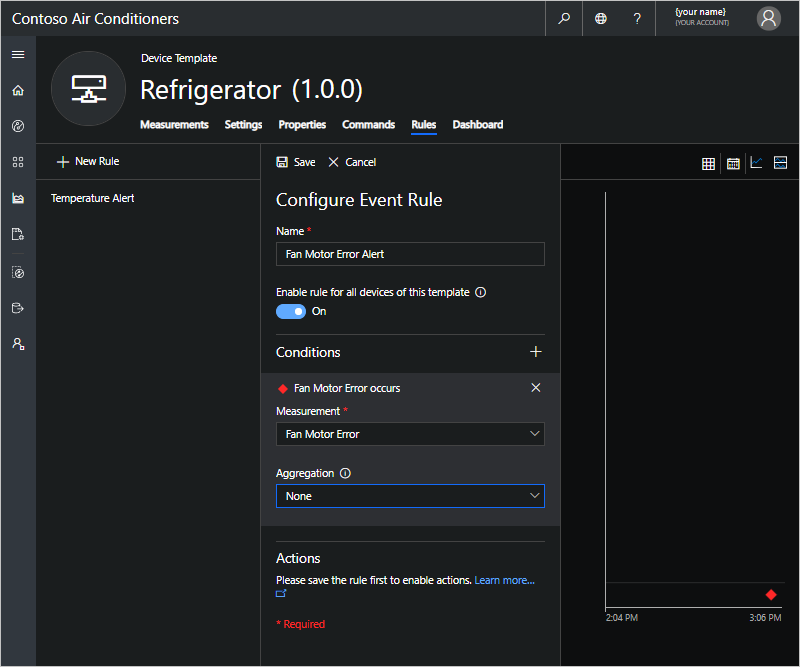 Contoso Air Conditioners
?
{your name}
{YOUR ACCOUNT}
Device Template
Refrigerator (1.0.0)
Measurements Settings Properties Commands Rules Dashboard
New Rule
Temperature Alert
Save Cancel
Configure Event Rule
Name *
Fan Motor Error Alert
Enable rule for all devices of this template
On
Conditions
Fan Motor Error occurs
Measurement *
Fan Motor Error
Aggregation
None
Actions
Please save the rule first to enable actions. Learn more...
* Required
2:04 PM 3:06 PM